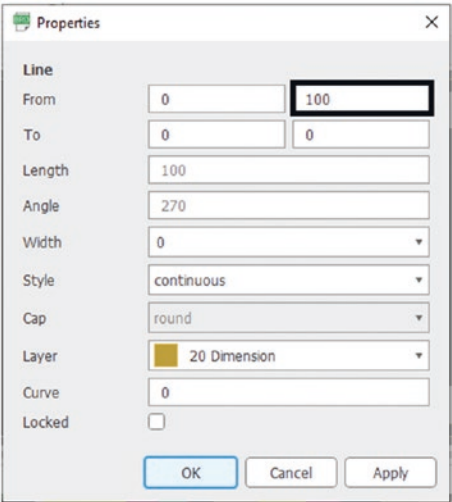 Properties
Line
From 0 100
To 0 0
Length 100
Angle 270
Width 0
Style continuous
Cap round
Layer 20 Dimension
Curve 0
Locked
OK Cancel Apply